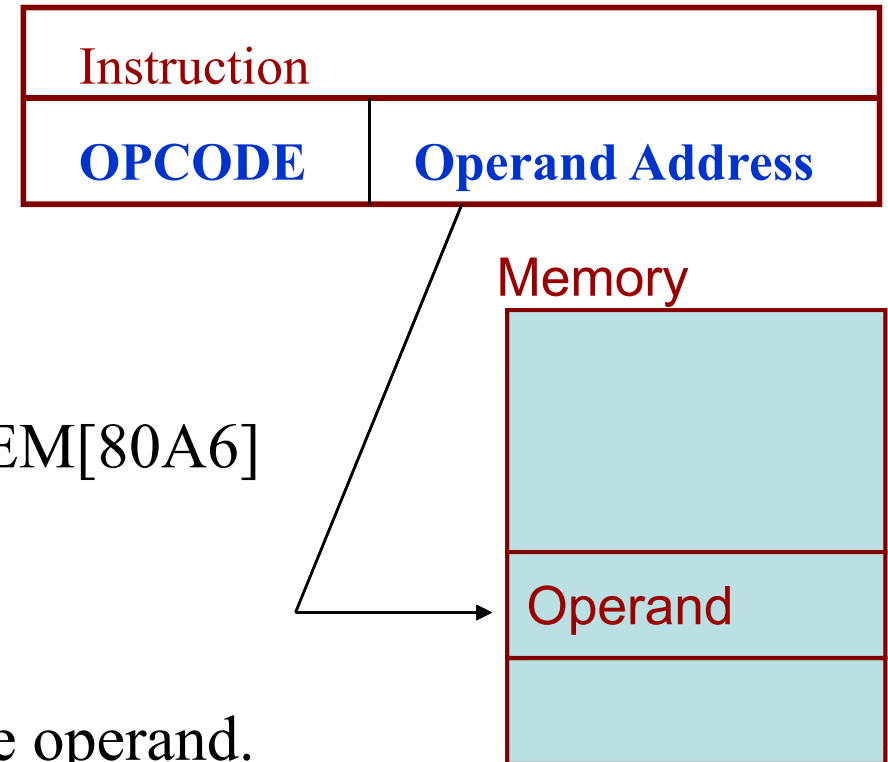 Instruction
OPCODE Operand Address
Memory
EM[80A6]
Operand
e operand.